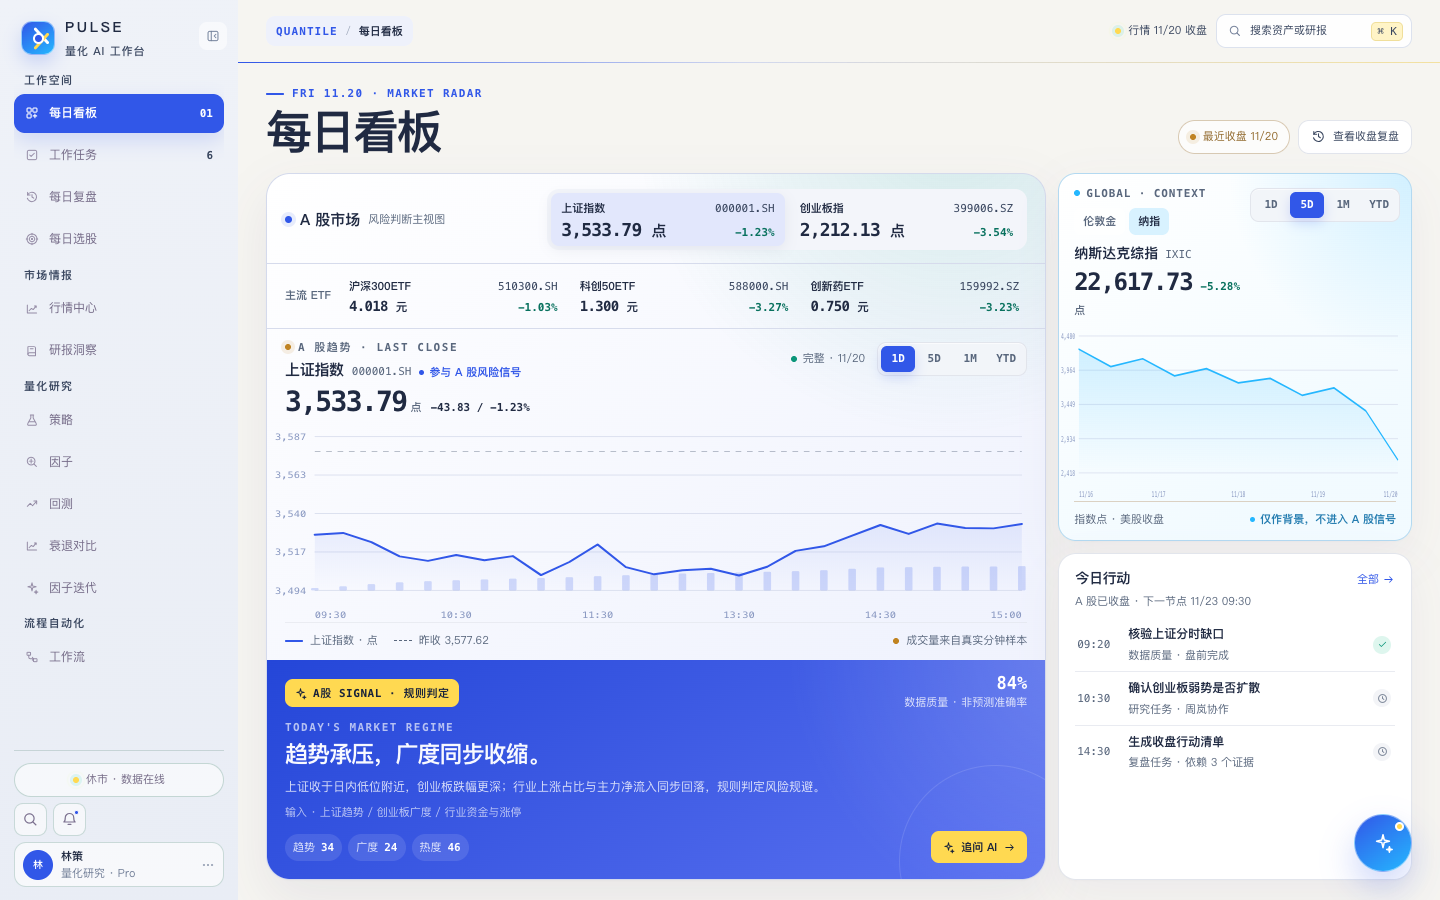 PULSE
量化 AI 工作台
工作空间
每日看板 01
工作任务 6
每日复盘
每日选股
市场情报
行情中心
研报洞察
量化研究
策略
因子
回测
衰退对比
因子迭代
流程自动化
工作流
休市 · 数据在线
林
林策
量化研究 · Pro
QUANTILE / 每日看板
行情 11/20 收盘
搜索资产或研报 ⌘ K
FRI 11.20 · MARKET RADAR
每日看板
最近收盘 11/20
查看收盘复盘
A 股市场 风险判断主视图
上证指数 000001.SH
3,533.79 点 −1.23%
创业板指 399006.SZ
2,212.13 点 −3.54%
主流 ETF
沪深300ETF 510300.SH
4.018 元 −1.03%
科创50ETF 588000.SH
1.300 元 −3.27%
创新药ETF 159992.SZ
0.750 元 −3.23%
A 股趋势 · LAST CLOSE
上证指数 000001.SH 参与 A 股风险信号
3,533.79 点 −43.83 / −1.23%
完整 · 11/20
1D 5D 1M YTD
3,587
3,563
3,540
3,517
3,494
09:30 10:30 11:30 13:30 14:30 15:00
上证指数 · 点 昨收 3,577.62
成交量来自真实分钟样本
A股 SIGNAL · 规则判定
84%
数据质量 · 非预测准确率
TODAY'S MARKET REGIME
趋势承压，广度同步收缩。
上证收于日内低位附近，创业板跌幅更深；行业上涨占比与主力净流入同步回落，规则判定风险规避。
输入 · 上证趋势 / 创业板广度 / 行业资金与涨停
趋势 34 广度 24 热度 46
追问 AI →
GLOBAL · CONTEXT
伦敦金 纳指
1D 5D 1M YTD
纳斯达克综指 IXIC
22,617.73 −5.28%
点
4,480
3,964
3,449
2,934
2,418
11/16 11/17 11/18 11/19 11/20
指数点 · 美股收盘
仅作背景，不进入 A 股信号
今日行动 全部 →
A 股已收盘 · 下一节点 11/23 09:30
09:20 核验上证分时缺口
数据质量 · 盘前完成
10:30 确认创业板弱势是否扩散
研究任务 · 周岚协作
14:30 生成收盘行动清单
复盘任务 · 依赖 3 个证据